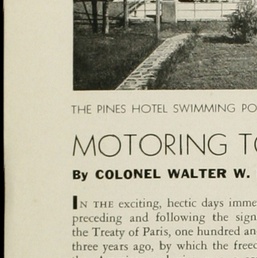 THE PINES HOTEL SWIMMING PO
MOTORING TO
By COLONEL WALTER W.
IN THE exciting, hectic days imme
preceding and following the sign
the Treaty of Paris, one hundred an
three years ago, by which the freed